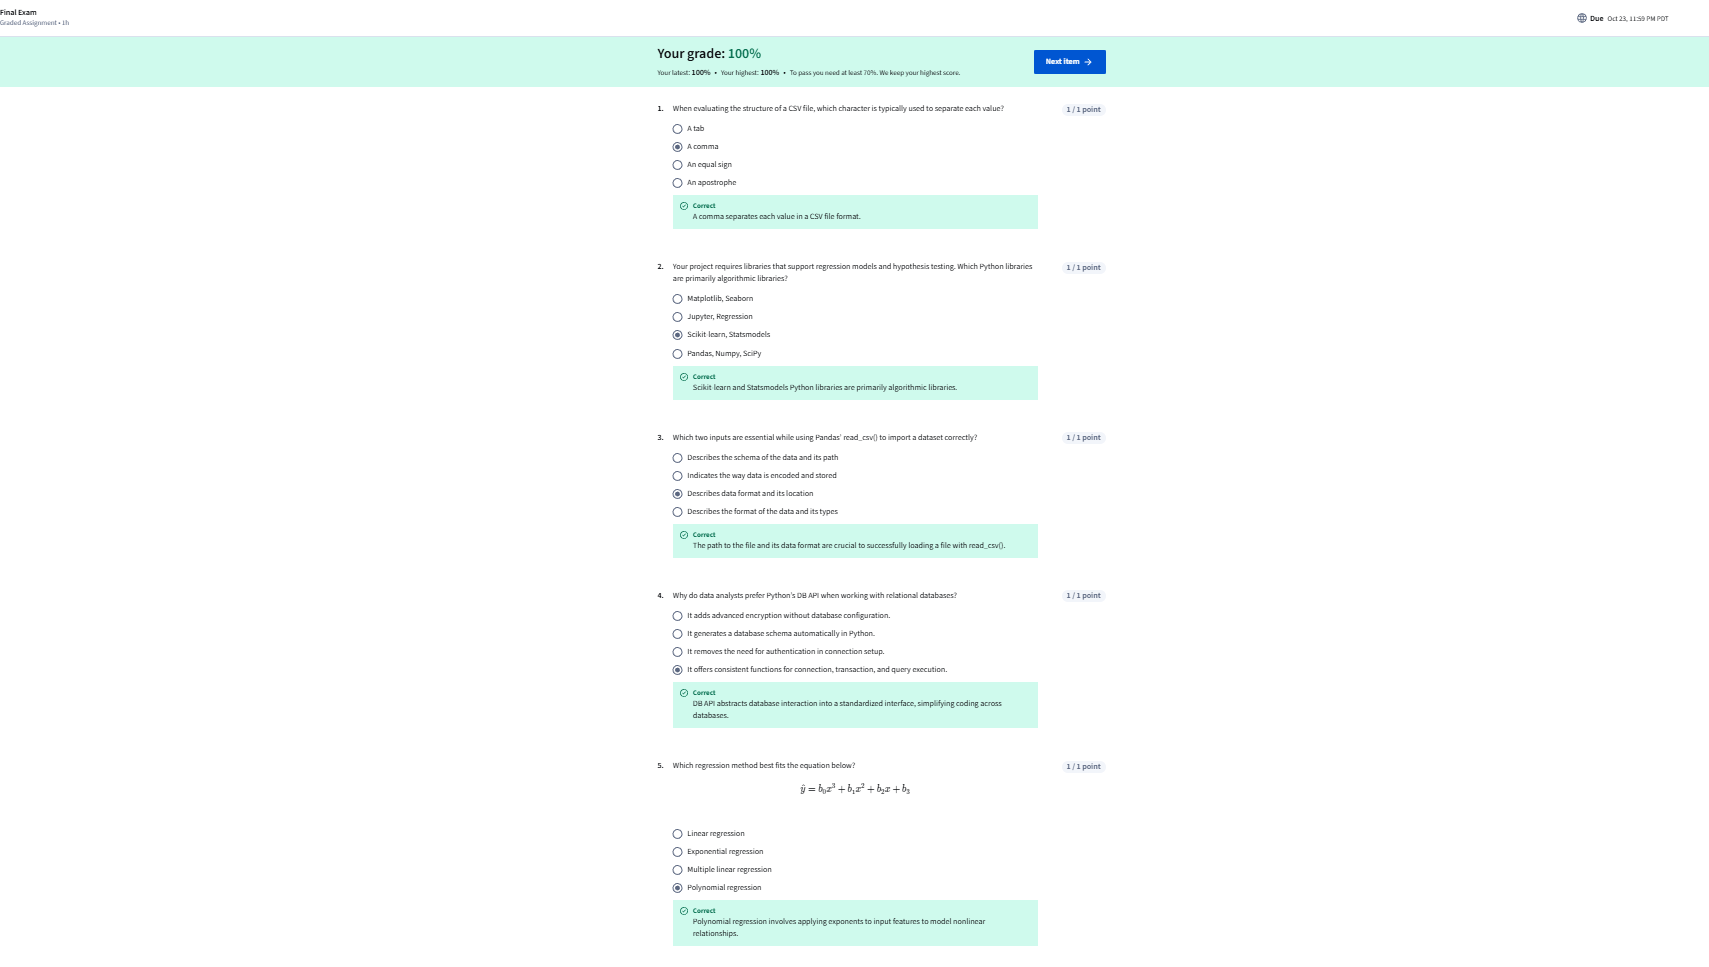 Final Exam
Graded Assignment • 1h
Due Oct 23, 11:59 PM PDT
Your grade: 100%
Your latest: 100% • Your highest: 100% • To pass you need at least 70%. We keep your highest score.
Next item →
1. When evaluating the structure of a CSV file, which character is typically used to separate each value?
1 / 1 point
A tab
A comma
An equal sign
An apostrophe
Correct
A comma separates each value in a CSV file format.
2. Your project requires libraries that support regression models and hypothesis testing. Which Python libraries
are primarily algorithmic libraries?
1 / 1 point
Matplotlib, Seaborn
Jupyter, Regression
Scikit-learn, Statsmodels
Pandas, Numpy, SciPy
Correct
Scikit-learn and Statsmodels Python libraries are primarily algorithmic libraries.
3. Which two inputs are essential while using Pandas' read_csv() to import a dataset correctly?
1 / 1 point
Describes the schema of the data and its path
Indicates the way data is encoded and stored
Describes data format and its location
Describes the format of the data and its types
Correct
The path to the file and its data format are crucial to successfully loading a file with read_csv().
4. Why do data analysts prefer Python's DB API when working with relational databases?
1 / 1 point
It adds advanced encryption without database configuration.
It generates a database schema automatically in Python.
It removes the need for authentication in connection setup.
It offers consistent functions for connection, transaction, and query execution.
Correct
DB API abstracts database interaction into a standardized interface, simplifying coding across
databases.
5. Which regression method best fits the equation below?
1 / 1 point
ŷ = b₀x³ + b₁x² + b₂x + b₃
Linear regression
Exponential regression
Multiple linear regression
Polynomial regression
Correct
Polynomial regression involves applying exponents to input features to model nonlinear
relationships.